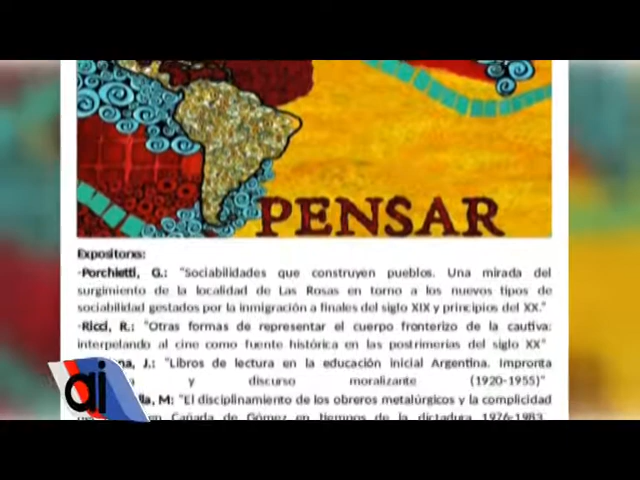 PENSAR
Expositores:
-Porchietti, G.: "Sociabilidades que construyen pueblos. Una mirada del
surgimiento de la localidad de Las Rosas en torno a los nuevos tipos de
sociabilidad gestados por la inmigración a finales del siglo XIX y principios del XX."
-Ricci, R.: "Otras formas de representar el cuerpo fronterizo de la cautiva:
interpelando al cine como fuente histórica en las postrimerías del siglo XX"
J.: "Libros de lectura en la educación inicial Argentina. Impronta
y discurso moralizante (1920-1955)"
M: "El disciplinamiento de los obreros metalúrgicos y la complicidad
en Cañada de Gómez en tiempos de la dictadura 1976-1983.
ai